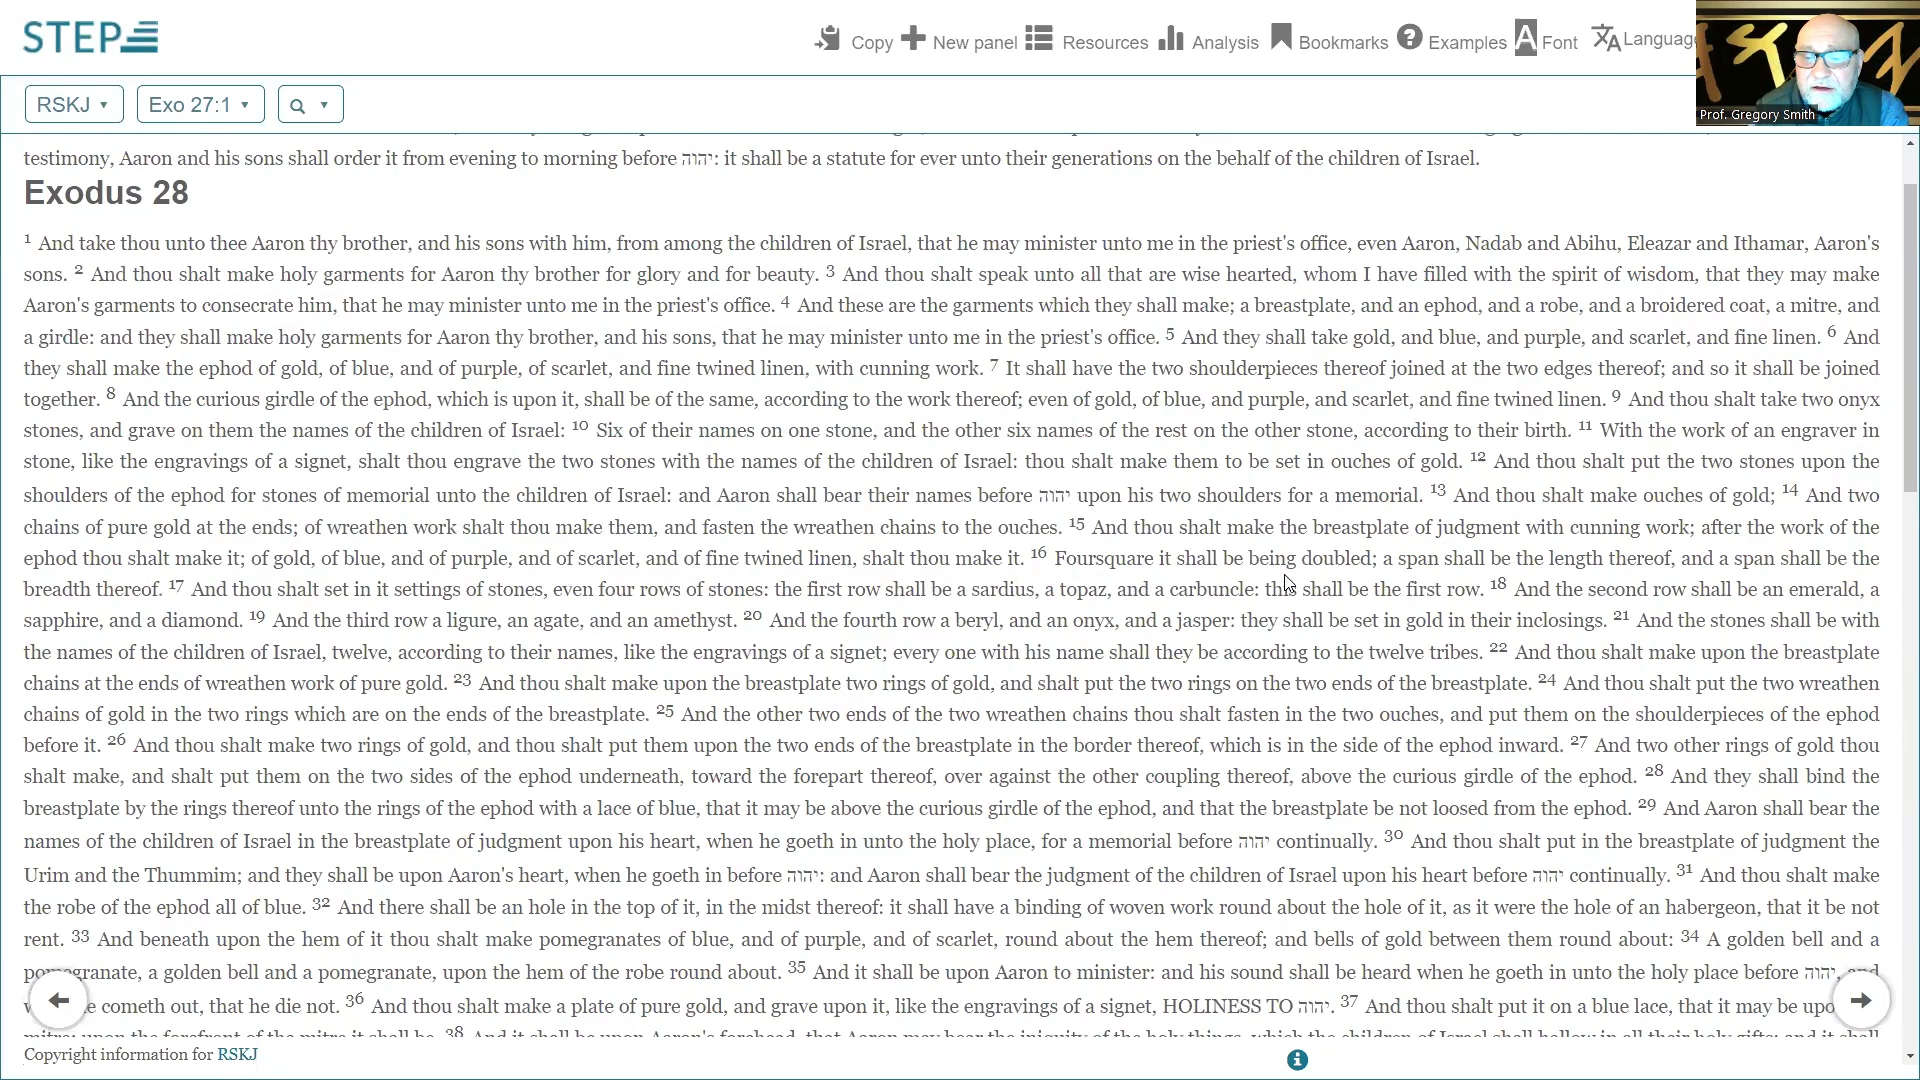 STEP
Copy New panel Resources Analysis Bookmarks Examples Font Languag
Prof. Gregory Smith
RSKJ Exo 27:1
testimony, Aaron and his sons shall order it from evening to morning before יהוה: it shall be a statute for ever unto their generations on the behalf of the children of Israel.
Exodus 28
1 And take thou unto thee Aaron thy brother, and his sons with him, from among the children of Israel, that he may minister unto me in the priest's office, even Aaron, Nadab and Abihu, Eleazar and Ithamar, Aaron's
sons. 2 And thou shalt make holy garments for Aaron thy brother for glory and for beauty. 3 And thou shalt speak unto all that are wise hearted, whom I have filled with the spirit of wisdom, that they may make
Aaron's garments to consecrate him, that he may minister unto me in the priest's office. 4 And these are the garments which they shall make; a breastplate, and an ephod, and a robe, and a broidered coat, a mitre, and
a girdle: and they shall make holy garments for Aaron thy brother, and his sons, that he may minister unto me in the priest's office. 5 And they shall take gold, and blue, and purple, and scarlet, and fine linen. 6 And
they shall make the ephod of gold, of blue, and of purple, of scarlet, and fine twined linen, with cunning work. 7 It shall have the two shoulderpieces thereof joined at the two edges thereof; and so it shall be joined
together. 8 And the curious girdle of the ephod, which is upon it, shall be of the same, according to the work thereof; even of gold, of blue, and purple, and scarlet, and fine twined linen. 9 And thou shalt take two onyx
stones, and grave on them the names of the children of Israel: 10 Six of their names on one stone, and the other six names of the rest on the other stone, according to their birth. 11 With the work of an engraver in
stone, like the engravings of a signet, shalt thou engrave the two stones with the names of the children of Israel: thou shalt make them to be set in ouches of gold. 12 And thou shalt put the two stones upon the
shoulders of the ephod for stones of memorial unto the children of Israel: and Aaron shall bear their names before יהוה upon his two shoulders for a memorial. 13 And thou shalt make ouches of gold; 14 And two
chains of pure gold at the ends; of wreathen work shalt thou make them, and fasten the wreathen chains to the ouches. 15 And thou shalt make the breastplate of judgment with cunning work; after the work of the
ephod thou shalt make it; of gold, of blue, and of purple, and of scarlet, and of fine twined linen, shalt thou make it. 16 Foursquare it shall be being doubled; a span shall be the length thereof, and a span shall be the
breadth thereof. 17 And thou shalt set in it settings of stones, even four rows of stones: the first row shall be a sardius, a topaz, and a carbuncle: this shall be the first row. 18 And the second row shall be an emerald, a
sapphire, and a diamond. 19 And the third row a ligure, an agate, and an amethyst. 20 And the fourth row a beryl, and an onyx, and a jasper: they shall be set in gold in their inclosings. 21 And the stones shall be with
the names of the children of Israel, twelve, according to their names, like the engravings of a signet; every one with his name shall they be according to the twelve tribes. 22 And thou shalt make upon the breastplate
chains at the ends of wreathen work of pure gold. 23 And thou shalt make upon the breastplate two rings of gold, and shalt put the two rings on the two ends of the breastplate. 24 And thou shalt put the two wreathen
chains of gold in the two rings which are on the ends of the breastplate. 25 And the other two ends of the two wreathen chains thou shalt fasten in the two ouches, and put them on the shoulderpieces of the ephod
before it. 26 And thou shalt make two rings of gold, and thou shalt put them upon the two ends of the breastplate in the border thereof, which is in the side of the ephod inward. 27 And two other rings of gold thou
shalt make, and shalt put them on the two sides of the ephod underneath, toward the forepart thereof, over against the other coupling thereof, above the curious girdle of the ephod. 28 And they shall bind the
breastplate by the rings thereof unto the rings of the ephod with a lace of blue, that it may be above the curious girdle of the ephod, and that the breastplate be not loosed from the ephod. 29 And Aaron shall bear the
names of the children of Israel in the breastplate of judgment upon his heart, when he goeth in unto the holy place, for a memorial before יהוה continually. 30 And thou shalt put in the breastplate of judgment the
Urim and the Thummim; and they shall be upon Aaron's heart, when he goeth in before יהוה: and Aaron shall bear the judgment of the children of Israel upon his heart before יהוה continually. 31 And thou shalt make
the robe of the ephod all of blue. 32 And there shall be an hole in the top of it, in the midst thereof: it shall have a binding of woven work round about the hole of it, as it were the hole of an habergeon, that it be not
rent. 33 And beneath upon the hem of it thou shalt make pomegranates of blue, and of purple, and of scarlet, round about the hem thereof; and bells of gold between them round about: 34 A golden bell and a
pomegranate, a golden bell and a pomegranate, upon the hem of the robe round about. 35 And it shall be upon Aaron to minister: and his sound shall be heard when he goeth in unto the holy place before יהוה, and
cometh out, that he die not. 36 And thou shalt make a plate of pure gold, and grave upon it, like the engravings of a signet, HOLINESS TO יהוה. 37 And thou shalt put it on a blue lace, that it may be upo
mitre; upon the forefront of the mitre it shall be. 38 And it shall be upon Aaron's forehead, that Aaron may bear the iniquity of the holy things, which the children of Israel shall hallow in all their holy gifts; and it shall
Copyright information for RSKJ